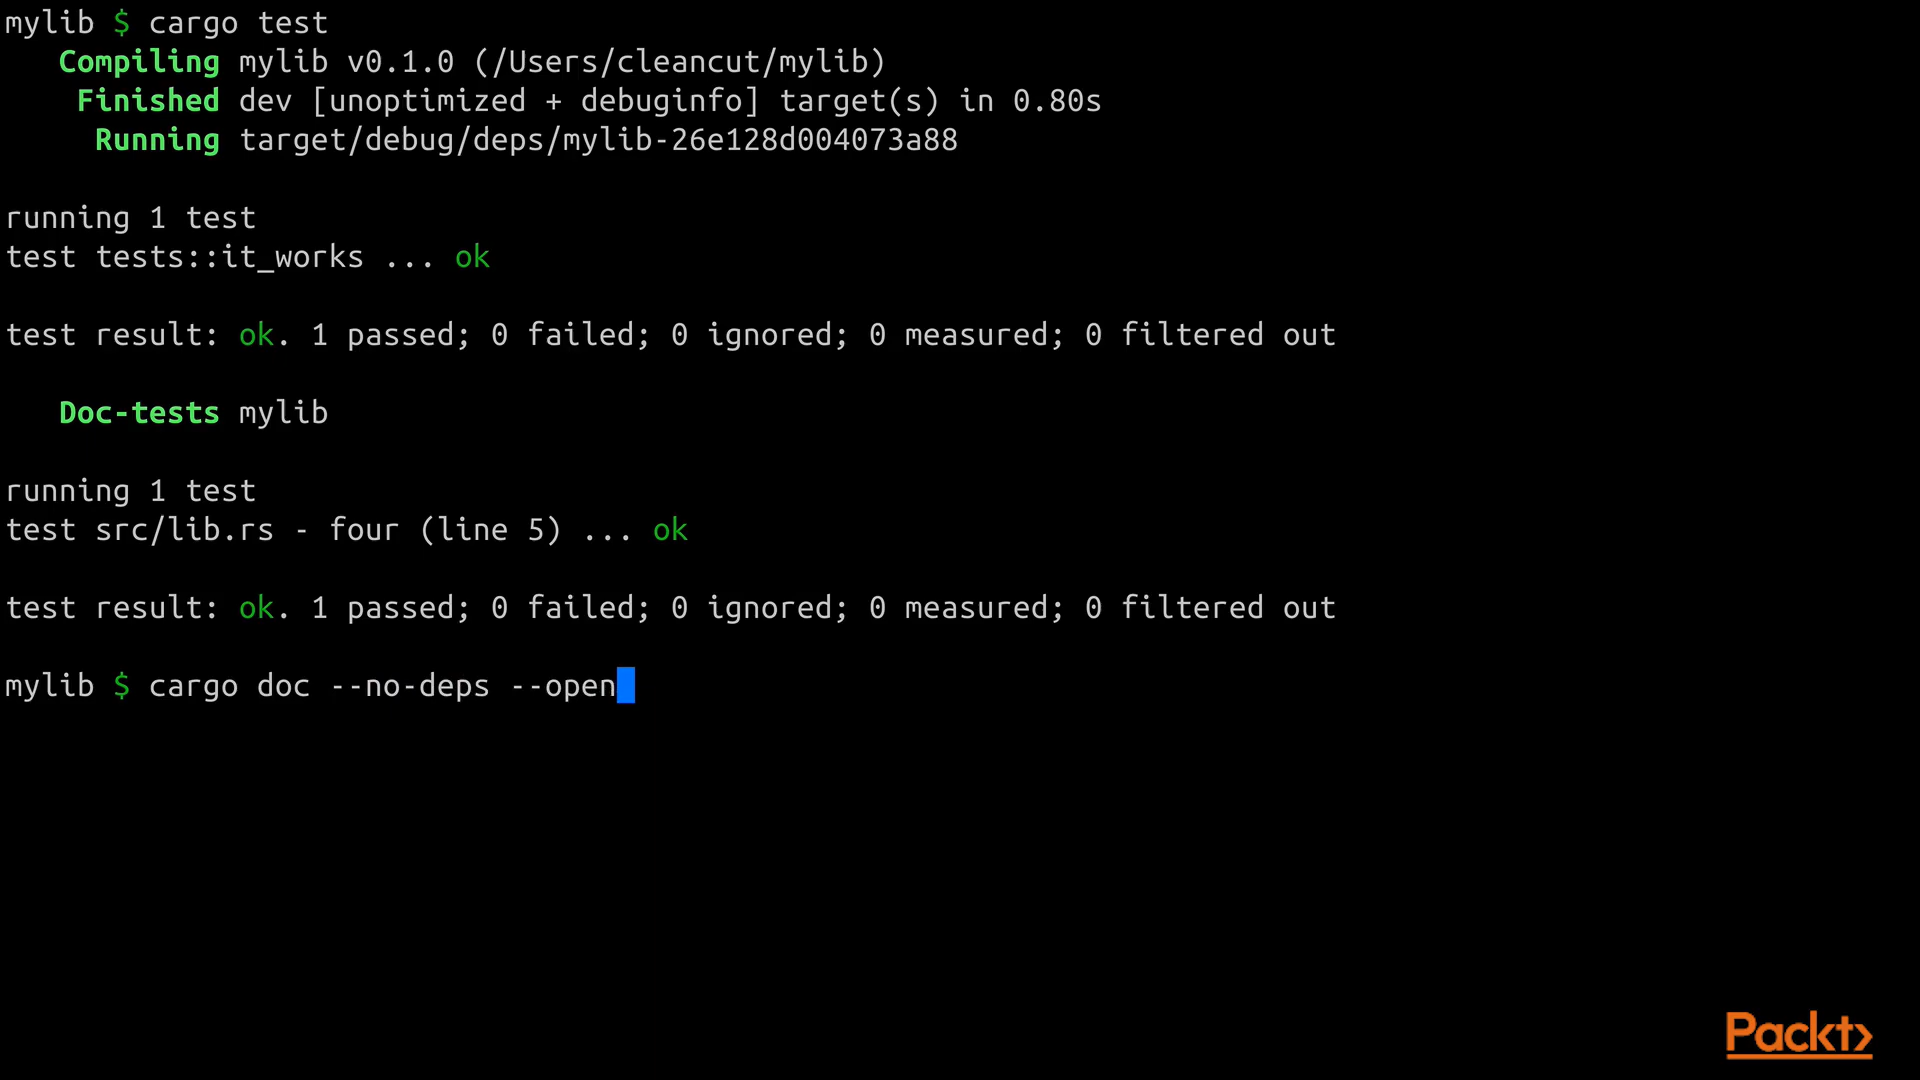 mylib $ cargo test
Compiling mylib v0.1.0 (/Users/cleancut/mylib)
Finished dev [unoptimized + debuginfo] target(s) in 0.80s
Running target/debug/deps/mylib-26e128d004073a88
running 1 test
test tests::it_works ... ok
test result: ok. 1 passed; 0 failed; 0 ignored; 0 measured; 0 filtered out
Doc-tests mylib
running 1 test
test src/lib.rs - four (line 5) ... ok
test result: ok. 1 passed; 0 failed; 0 ignored; 0 measured; 0 filtered out
mylib $ cargo doc --no-deps --open
Packt>